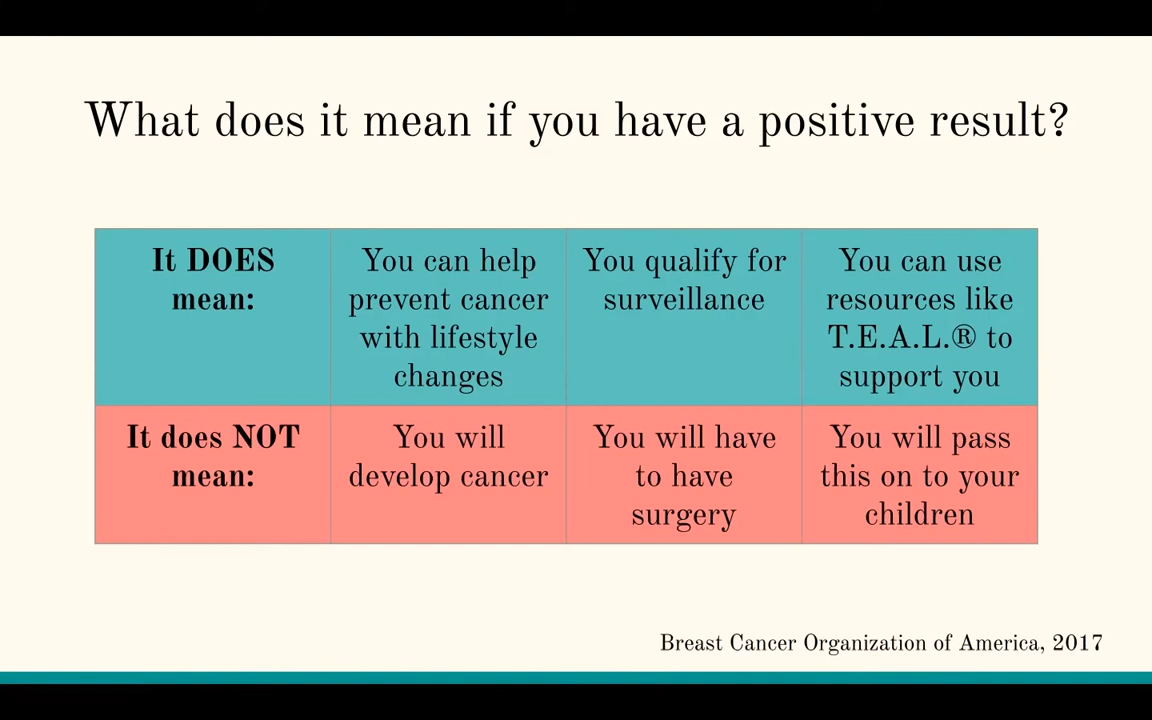 What does it mean if you have a positive result?
It DOES
mean:
You can help
prevent cancer
with lifestyle
changes
You qualify for
surveillance
You can use
resources like
T.E.A.L.® to
support you
It does NOT
mean:
You will
develop cancer
You will have
to have
surgery
You will pass
this on to your
children
Breast Cancer Organization of America, 2017